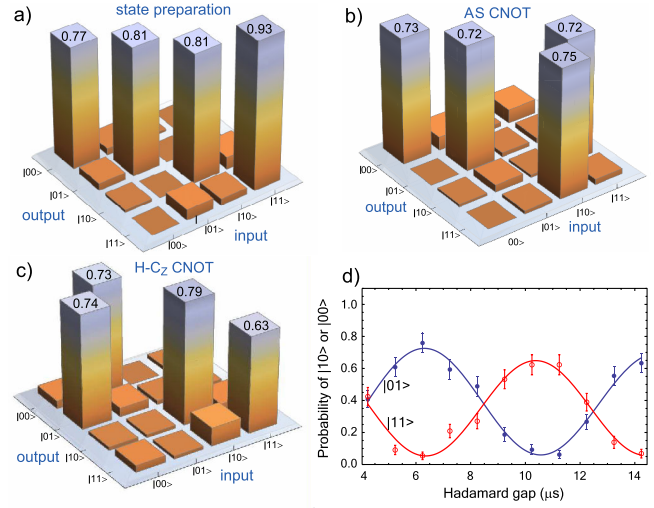 a)
state preparation
0.77
0.81
0.81
0.93
|00>
|01>
|10>
|11>
output
|00>
|01>
|10>
|11>
input
b)
AS CNOT
0.73
0.72
0.72
0.75
|00>
|01>
|10>
|11>
output
00>
|01>
|10>
|11>
input
c)
H-CZ CNOT
0.73
0.74
0.79
0.63
|00>
|01>
|10>
|11>
output
|00>
|01>
|10>
|11>
input
d)
Probability of |10> or |00>
1.0
0.8
0.6
0.4
0.2
0.0
|01>
|11>
4 6 8 10 12 14
Hadamard gap (μs)